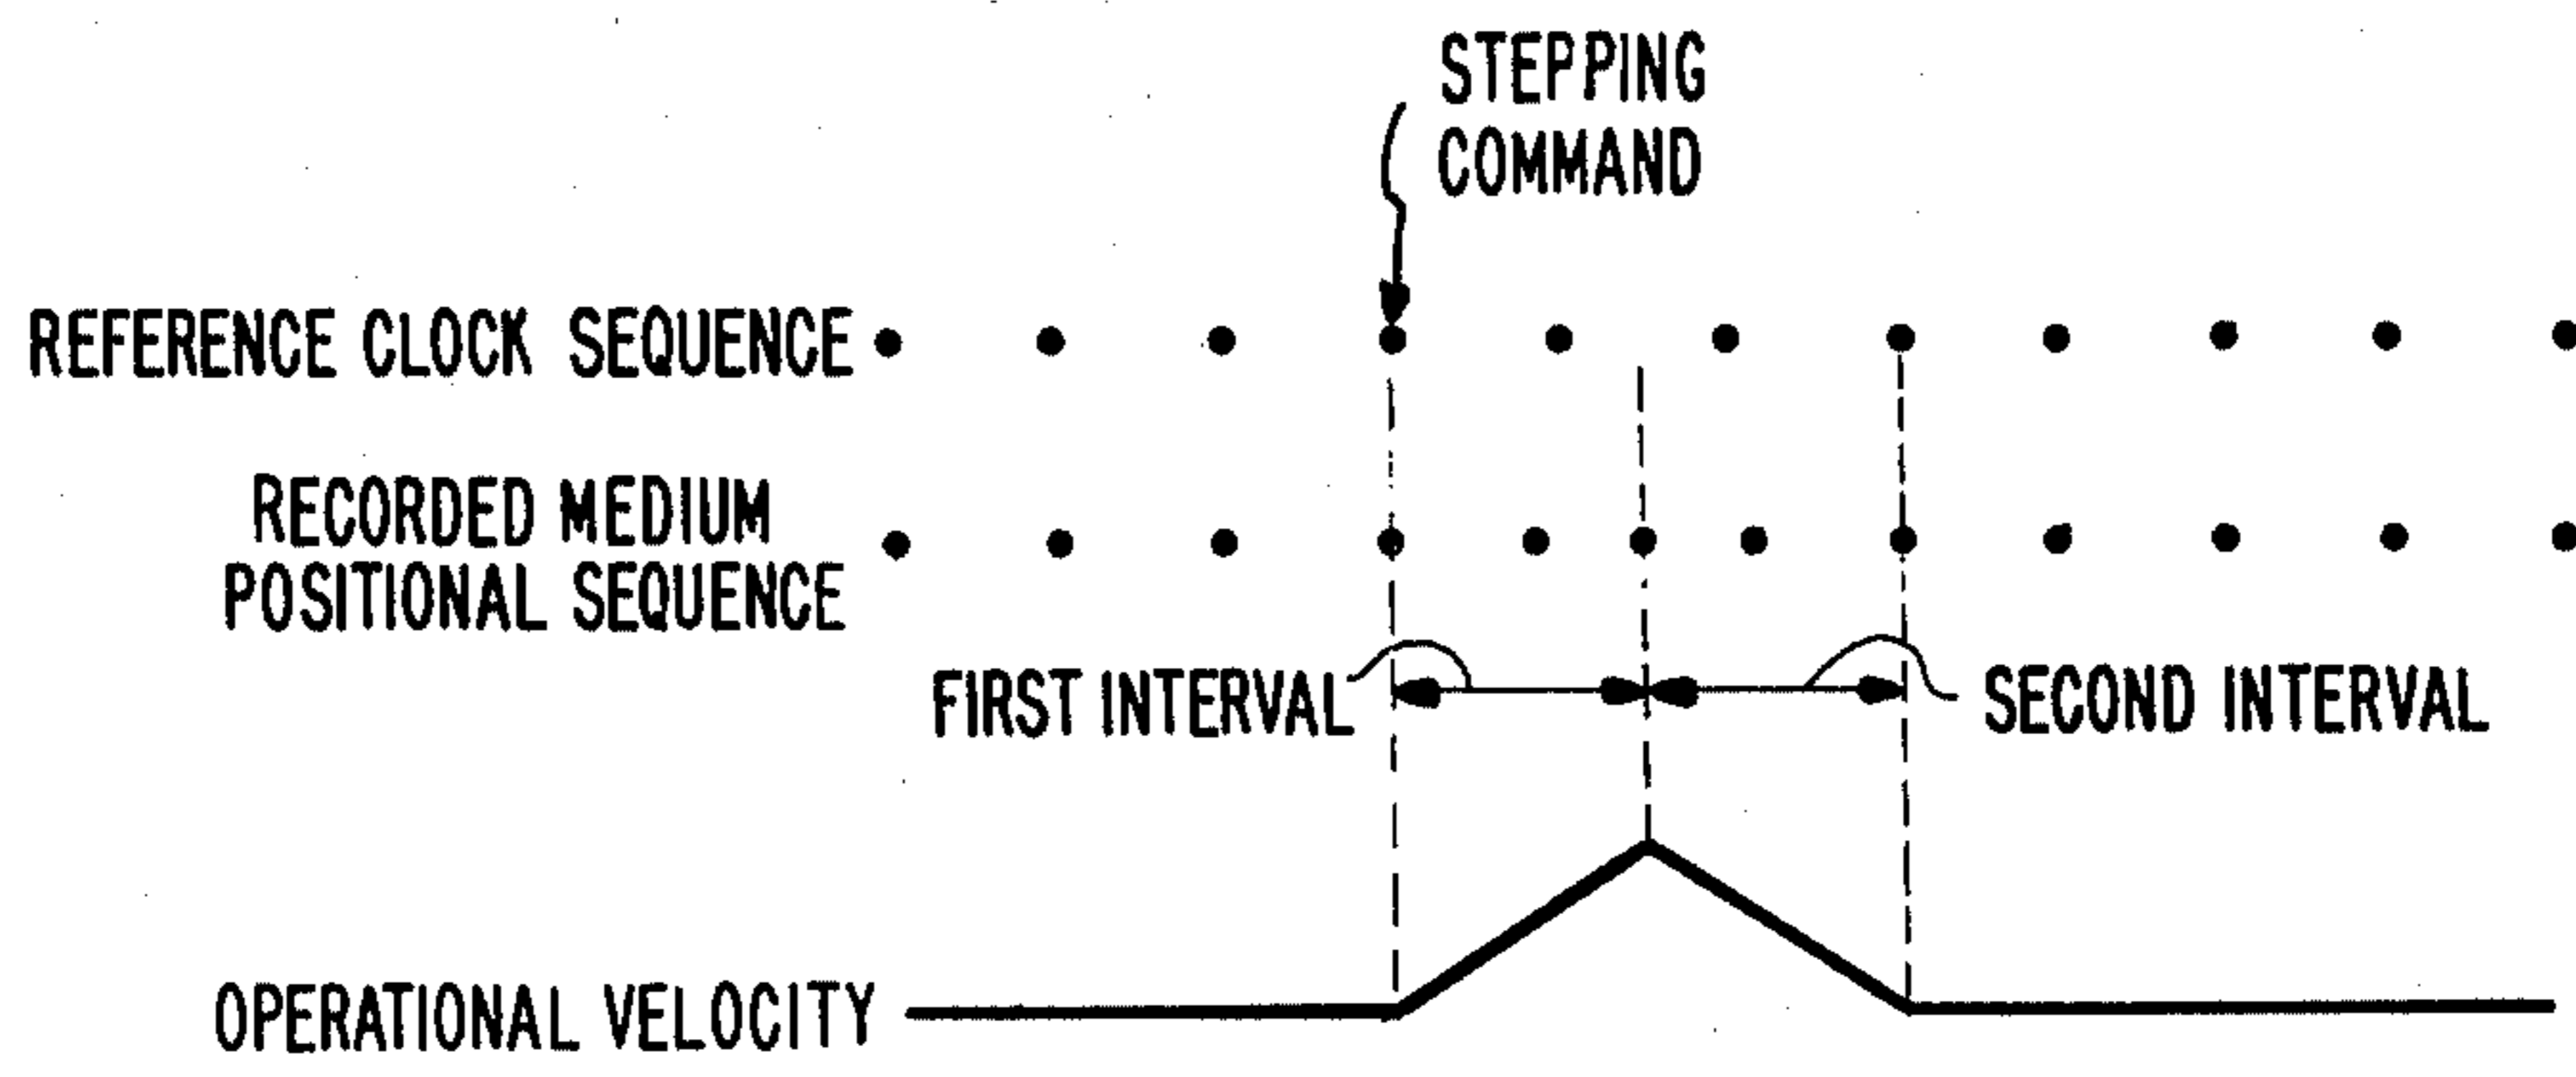 STEPPING
COMMAND
REFERENCE CLOCK SEQUENCE
RECORDED MEDIUM
POSITIONAL SEQUENCE
FIRST INTERVAL
SECOND INTERVAL
OPERATIONAL VELOCITY